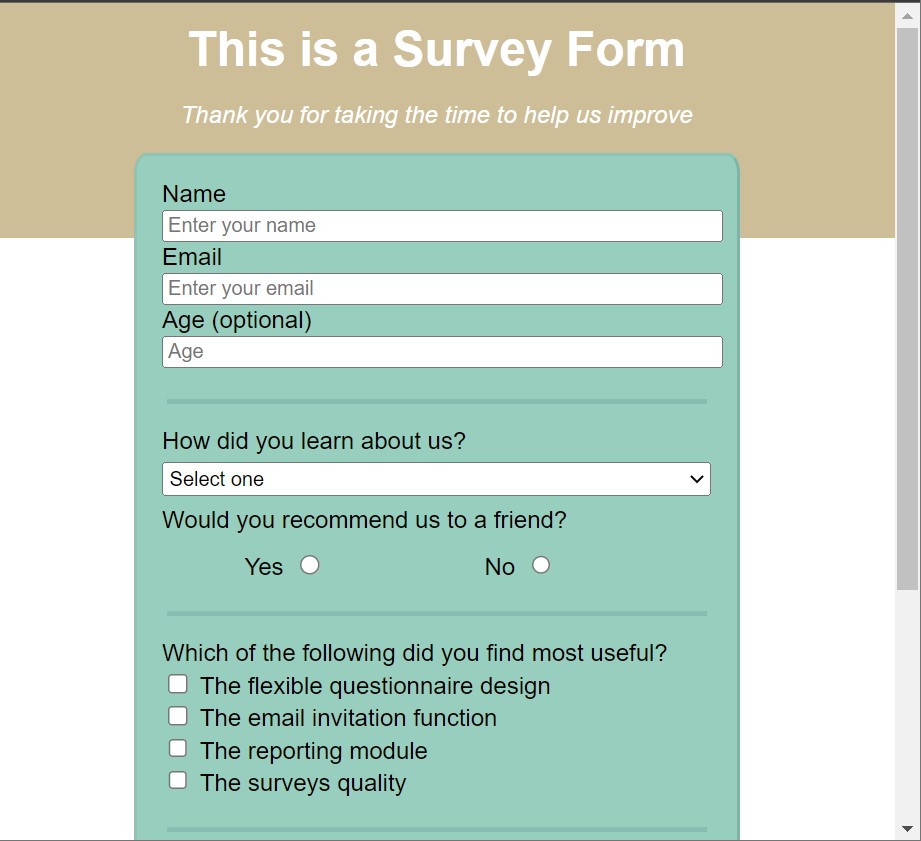 This is a Survey Form
Thank you for taking the time to help us improve
Name
Enter your name
Email
Enter your email
Age (optional)
Age
How did you learn about us?
Select one
Would you recommend us to a friend?
Yes No
Which of the following did you find most useful?
The flexible questionnaire design
The email invitation function
The reporting module
The surveys quality